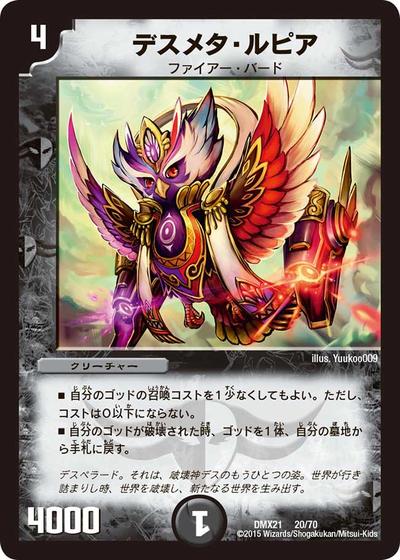 4
デスメタ・ルピア
ファイアー・バード
illus. Yuukoo009
クリーチャー
■ 自分のゴッドの召喚コストを1少なくしてもよい。ただし、
コストは0以下にならない。
■ 自分のゴッドが破壊された時、ゴッドを1体、自分の墓地か
ら手札に戻す。
デスペラード。それは、破壊神デスのもうひとつの姿。世界が行き
詰まりし時、世界を破壊し、新たなる世界を生み出す。
4000
1
DMX21 20/70
©2015 Wizards/Shogakukan/Mitsui-Kids